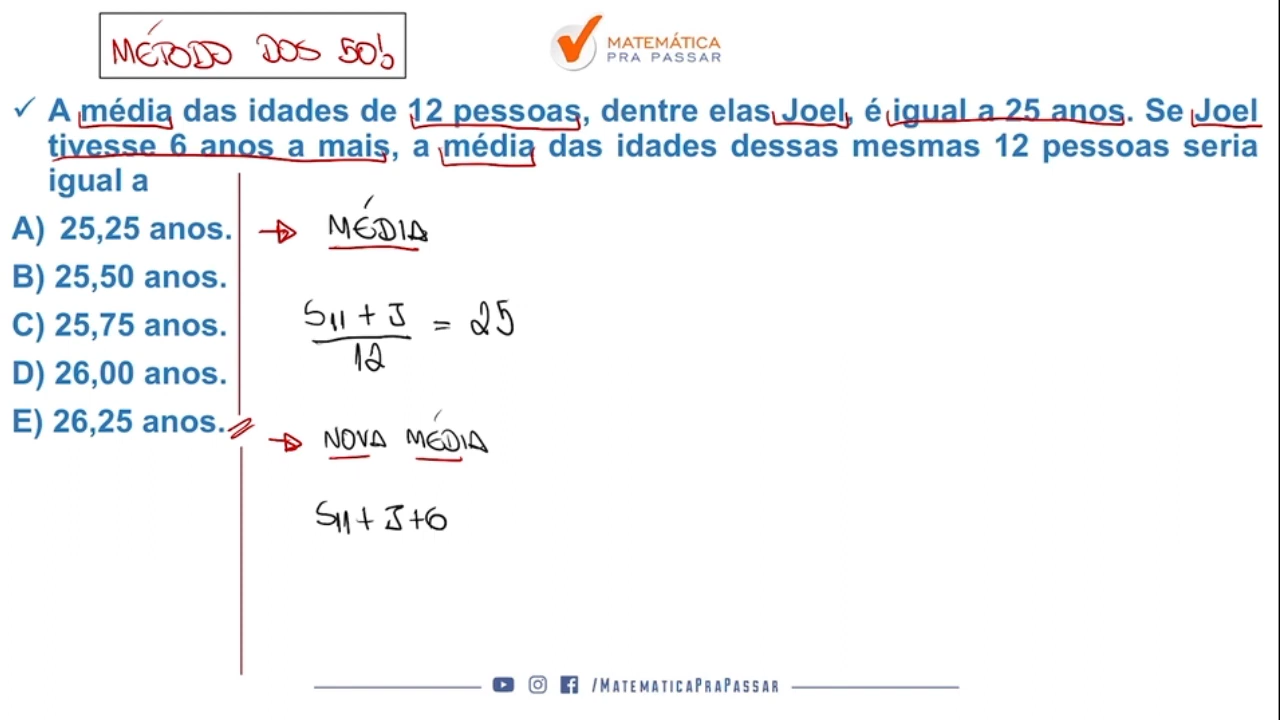 MÉTODO DOS 50!
MATEMÁTICA
PRA PASSAR
✓ A média das idades de 12 pessoas, dentre elas Joel, é igual a 25 anos. Se Joel
tivesse 6 anos a mais, a média das idades dessas mesmas 12 pessoas seria
igual a
A) 25,25 anos.
B) 25,50 anos.
C) 25,75 anos.
D) 26,00 anos.
E) 26,25 anos.
→ MÉDIA
S11 + J
12
= 25
→ NOVA MÉDIA
S11 + J + 6
/MATEMATICAPRAPASSAR